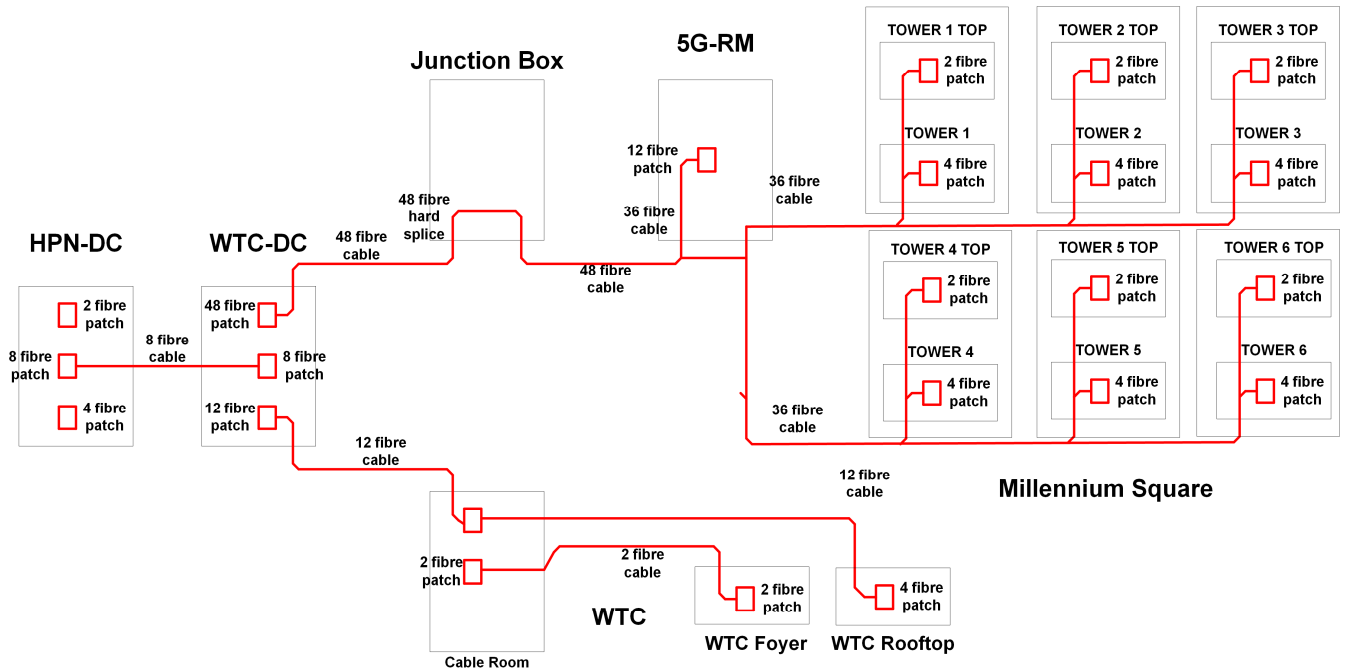 TOWER 1 TOP
2 fibre
patch
TOWER 1
4 fibre
patch
TOWER 2 TOP
2 fibre
patch
TOWER 2
4 fibre
patch
TOWER 3 TOP
2 fibre
patch
TOWER 3
4 fibre
patch
5G-RM
12 fibre
patch
36 fibre
cable
36 fibre
cable
Junction Box
48 fibre
hard
splice
48 fibre
cable
48 fibre
cable
HPN-DC
2 fibre
patch
8 fibre
patch
4 fibre
patch
8 fibre
cable
WTC-DC
48 fibre
patch
8 fibre
patch
12 fibre
patch
TOWER 4 TOP
2 fibre
patch
TOWER 4
4 fibre
patch
TOWER 5 TOP
2 fibre
patch
TOWER 5
4 fibre
patch
TOWER 6 TOP
2 fibre
patch
TOWER 6
4 fibre
patch
36 fibre
cable
12 fibre
cable
12 fibre
cable
Millennium Square
2 fibre
patch
2 fibre
cable
2 fibre
patch
4 fibre
patch
WTC
WTC Foyer
WTC Rooftop
Cable Room